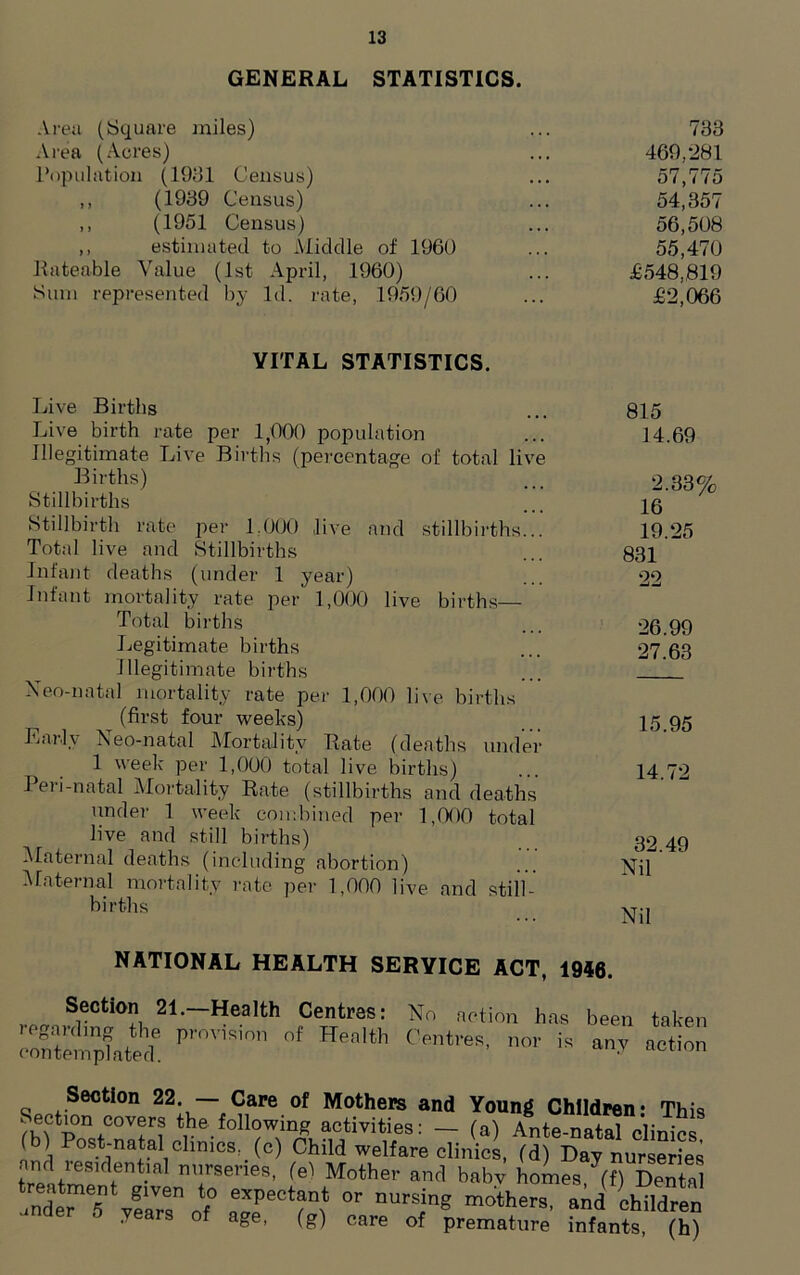 13
GENERAL STATISTICS.
Area (Square miles) ... 733
Area (Acres) ... 469,281
Population (1931 Census) ... 57,775
,, (1939 Census) ... 54,357
,, (1951 Census) ... 56,508
,, estimated to Middle of 1960 ... 55,470
Rateable Value (1st April, 1960) ... £548,819
Sum represented by 1d. rate, 1959/60 ... £2,066
VITAL STATISTICS.
Live Births ... 815
Live birth rate per 1,000 population ... 14.69
Illegitimate Live Births (percentage of total live
Births) ... 2.33%
Stillbirths ... 16
Stillbirth rate per 1,000 live and stillbirths... 19.25
Total live and Stillbirths ... 831
Infant deaths (under 1 year) ... 22
Infant mortality rate per 1,000 live births—
Total births ... 26.99
Legitimate births ... 27.63
Illegitimate births ... ——
Neo-natal mortality rate per 1,000 live births
(first four weeks) ... 15.95
Early Neo-natal Mortality Rate (deaths under
1 week per 1,000 total live births) ... 14.72
Peri-natal Mortality Rate (stillbirths and deaths
under 1 week combined per 1,000 total
live and still births) ... 32.49
Maternal deaths (including abortion) ... Nil
Maternal mortality rate per 1,000 live and still-
births ... Nil
NATIONAL HEALTH SERVICE ACT, 1946.
Section 21.—Health Centres: No action has been taken
regarding the provision of Health Centres, nor is any action
contemplated.
Section 22. — Care of Mothers and Young Children: This
Section covers the following activities: — (a) Ante-natal clinics,
(b) Post-natal clinics, (c) Child welfare clinics, (d) Day nurseries
and residential nurseries, (e) Mother and baby homes, (f) Dental
treatment given to expectant or nursing mothers, and children
under 5 years of age, (g) care of premature infants, (h)